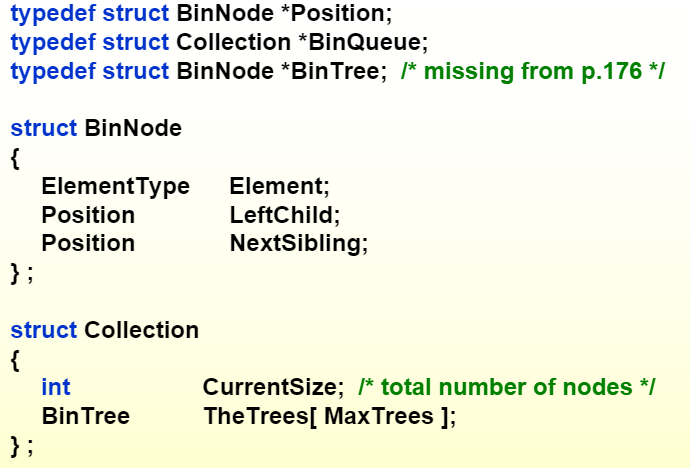 typedef struct BinNode *Position;
typedef struct Collection *BinQueue;
typedef struct BinNode *BinTree;  /* missing from p.176 */
struct BinNode
{
ElementType Element;
Position LeftChild;
Position NextSibling;
} ;
struct Collection
{
int CurrentSize;  /* total number of nodes */
BinTree TheTrees[ MaxTrees ];
} ;